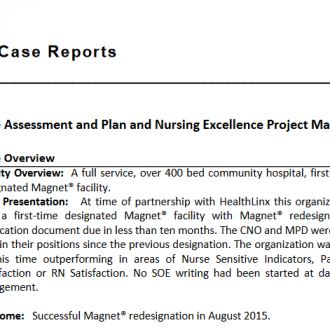 Case Reports
Assessment and Plan and Nursing Excellence Project Ma
Overview
ity Overview: A full service, over 400 bed community hospital, first-
gnated Magnet® facility.
Presentation: At time of partnership with HealthLinx this organiz
a first-time designated Magnet® facility with Magnet® redesign
ication document due in less than ten months. The CNO and MPD were
in their positions since the previous designation. The organization wa
his time outperforming in areas of Nurse Sensitive Indicators, Pa
faction or RN Satisfaction. No SOE writing had been started at da
gement.
ome: Successful Magnet® redesignation in August 2015.